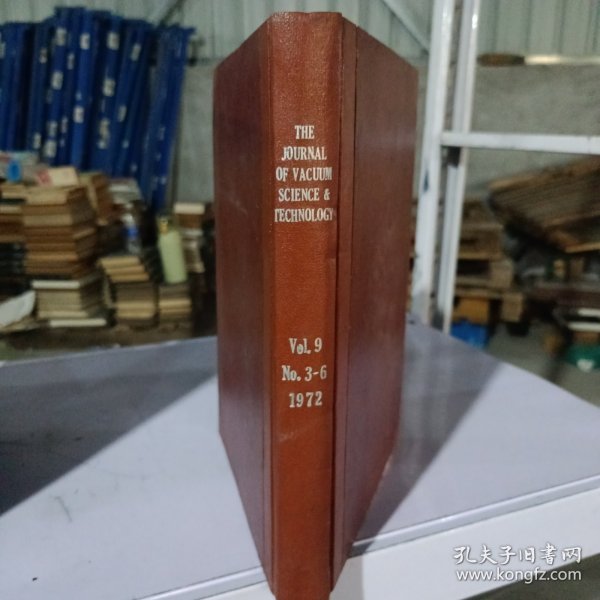 THE
JOURNAL
OF VACUUM
SCIENCE &
TECHNOLOGY
Vol. 9
No. 3-6
1972
孔夫子旧书网
www.kongfz.com